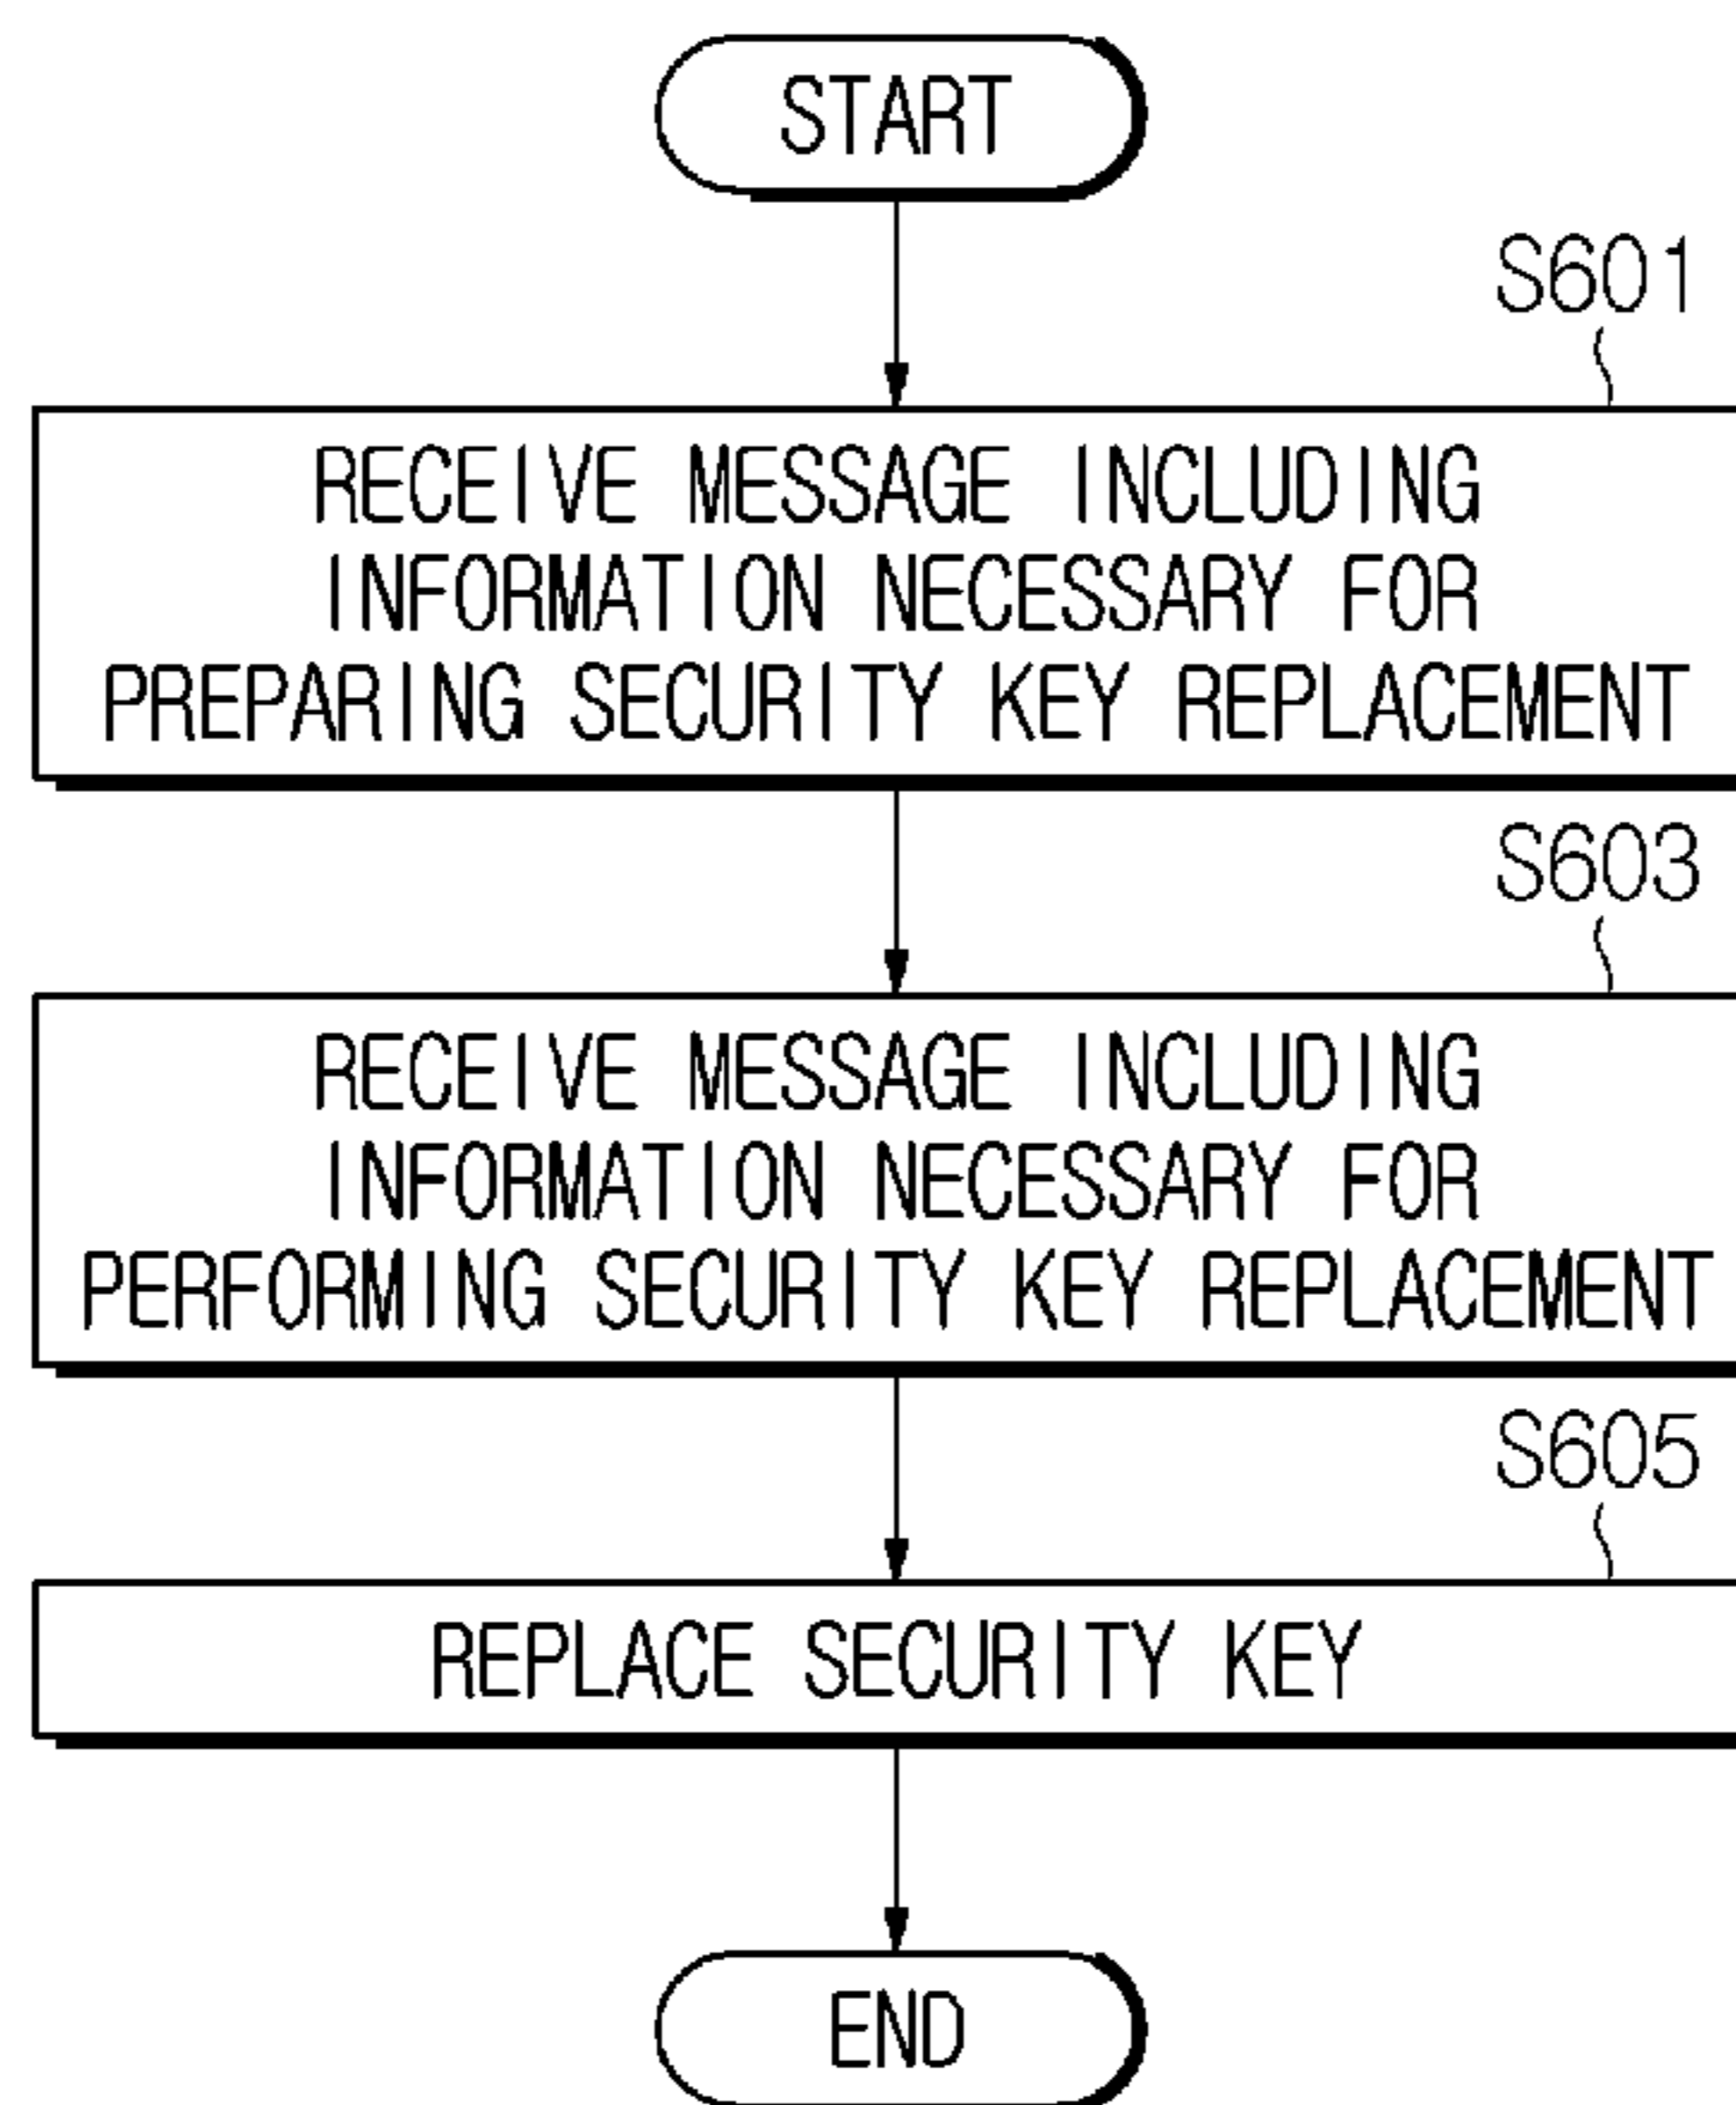 START
S601
RECEIVE MESSAGE INCLUDING
INFORMATION NECESSARY FOR
PREPARING SECURITY KEY REPLACEMENT
S603
RECEIVE MESSAGE INCLUDING
INFORMATION NECESSARY FOR
PERFORMING SECURITY KEY REPLACEMENT
S605
REPLACE SECURITY KEY
END